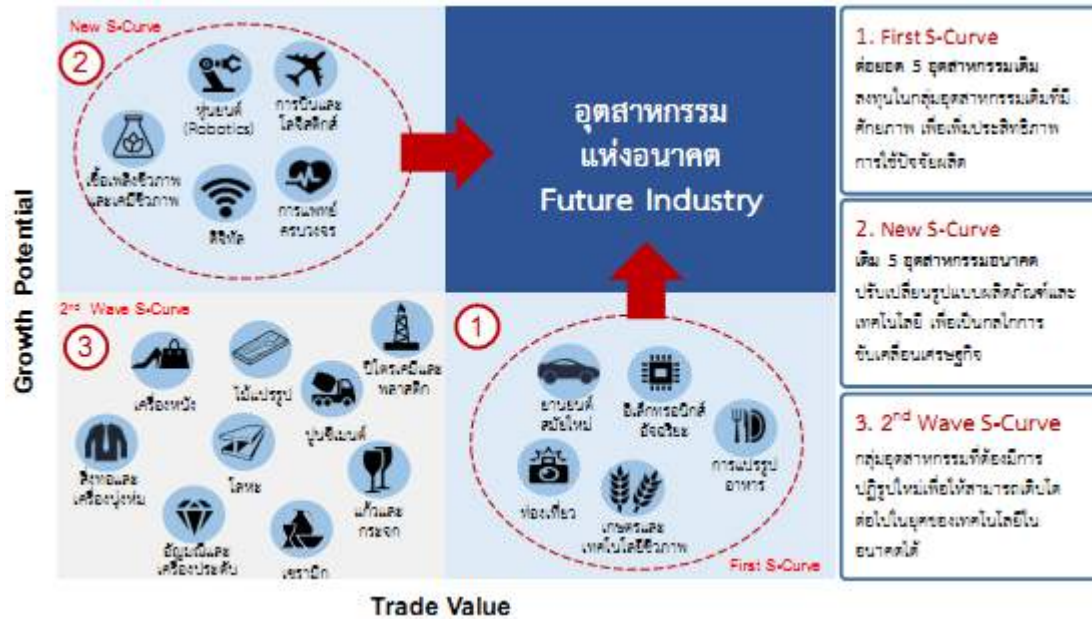 New S-Curve
2
หุ่นยนต์
(Robotics)
การบินและ
โลจิสติกส์
เชื้อเพลิงชีวภาพ
และเคมีชีวภาพ
ดิจิทัล
การแพทย์
ครบวงจร
อุตสาหกรรม
แห่งอนาคต
Future Industry
Growth Potential
2nd Wave S-Curve
3
เครื่องหนัง
ไม้แปรรูป
ปิโตรเคมีและ
พลาสติก
ปูนซีเมนต์
สิ่งทอและ
เครื่องนุ่งห่ม
โลหะ
แก้วและ
กระจก
อัญมณีและ
เครื่องประดับ
เซรามิก
1
ยานยนต์
สมัยใหม่
อิเล็กทรอนิกส์
อัจฉริยะ
การแปรรูป
อาหาร
ท่องเที่ยว
เกษตรและ
เทคโนโลยีชีวภาพ
First S-Curve
Trade Value
1. First S-Curve
ต่อยอด 5 อุตสาหกรรมเดิม
ลงทุนในกลุ่มอุตสาหกรรมเดิมที่มี
ศักยภาพ เพื่อเพิ่มประสิทธิภาพ
การใช้ปัจจัยผลิต
2. New S-Curve
เติม 5 อุตสาหกรรมอนาคต
ปรับเปลี่ยนรูปแบบผลิตภัณฑ์และ
เทคโนโลยี เพื่อเป็นกลไกการ
ขับเคลื่อนเศรษฐกิจ
3. 2nd Wave S-Curve
กลุ่มอุตสาหกรรมที่ต้องมีการ
ปฏิรูปใหม่เพื่อให้สามารถเติบโต
ต่อไปในยุคของเทคโนโลยีใน
อนาคตได้